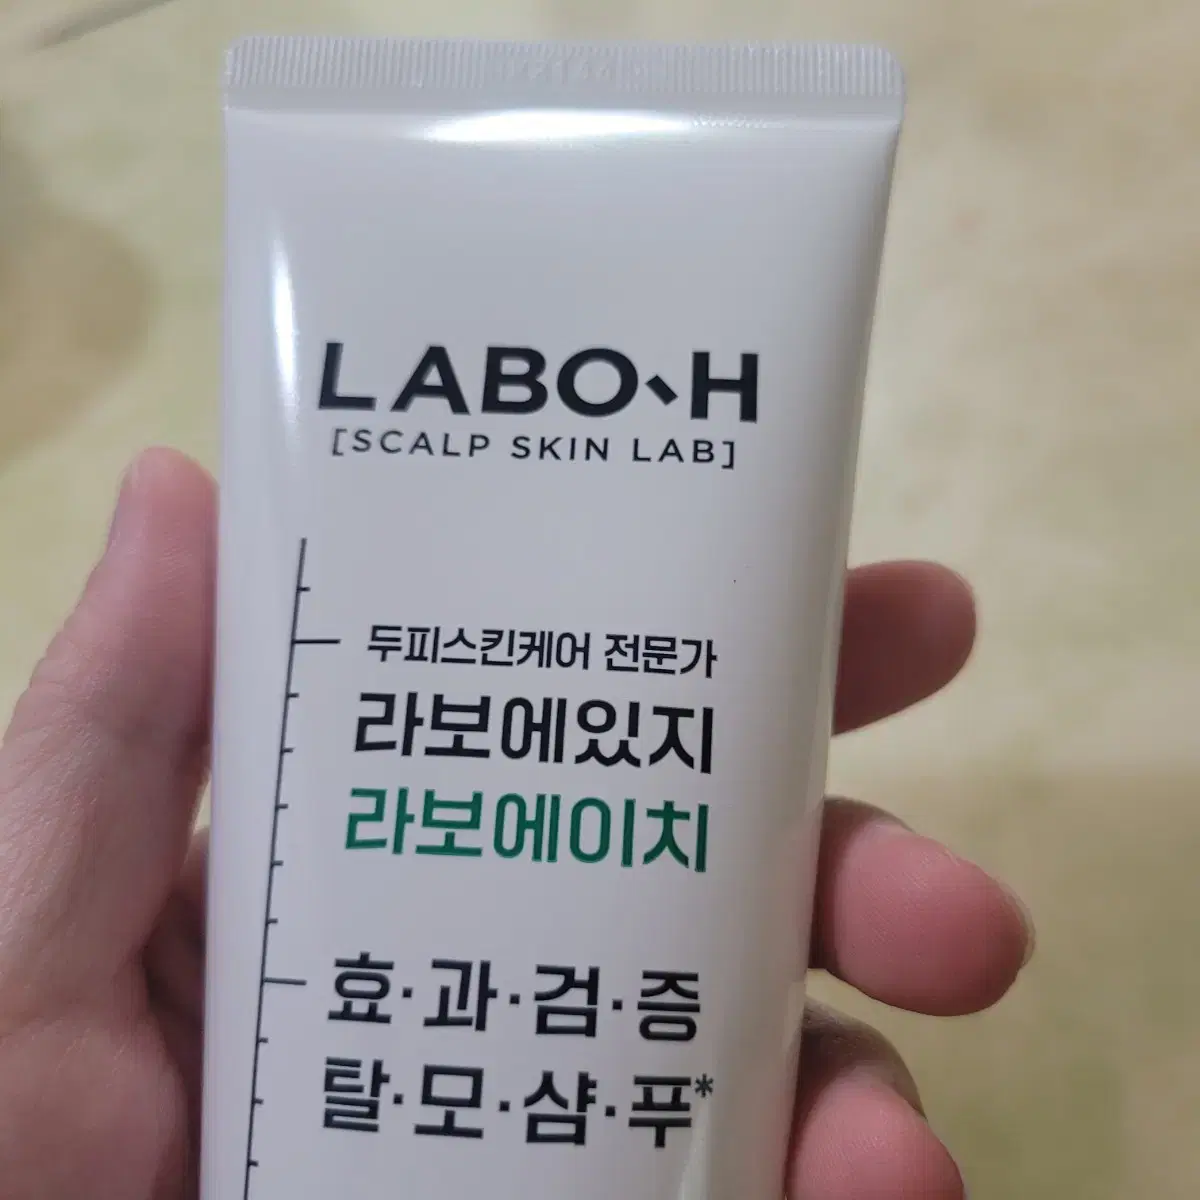 LABO-H
[SCALP SKIN LAB]
두피스킨케어 전문가
라보에있지
라보에이치
효·과·검·증
탈·모·샴·푸*